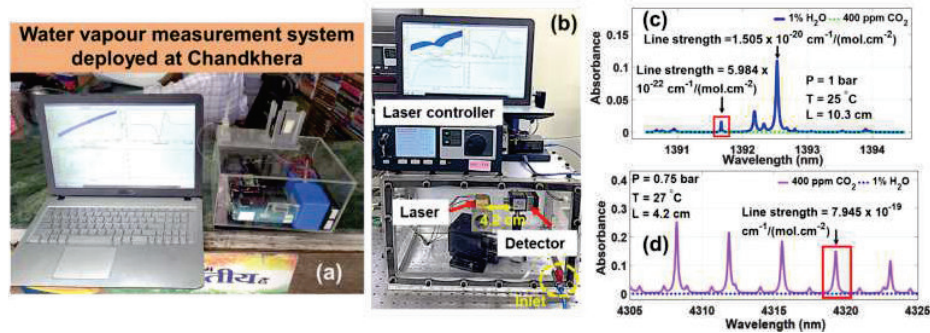 Water vapour measurement system
deployed at Chandkhera
(a)
(b)
Laser controller
Laser
4.2 cm
Detector
Inlet
(c)
1% H₂O 400 ppm CO₂
Line strength =1.505 x 10⁻²⁰ cm⁻¹/(mol.cm⁻²)
Line strength = 5.984 x
10⁻²² cm⁻¹/(mol.cm⁻²)
P = 1 bar
T = 25 °C
L = 10.3 cm
Absorbance
0.15
0.1
0.05
0
1391 1392 1393 1394
Wavelength (nm)
P = 0.75 bar
T = 27 °C
L = 4.2 cm
400 ppm CO₂ 1% H₂O
Line strength = 7.945 x 10⁻¹⁹
cm⁻¹/(mol.cm⁻²)
(d)
Absorbance
0.4
0.3
0.2
0.1
0
4305 4310 4315 4320 4325
Wavelength (nm)